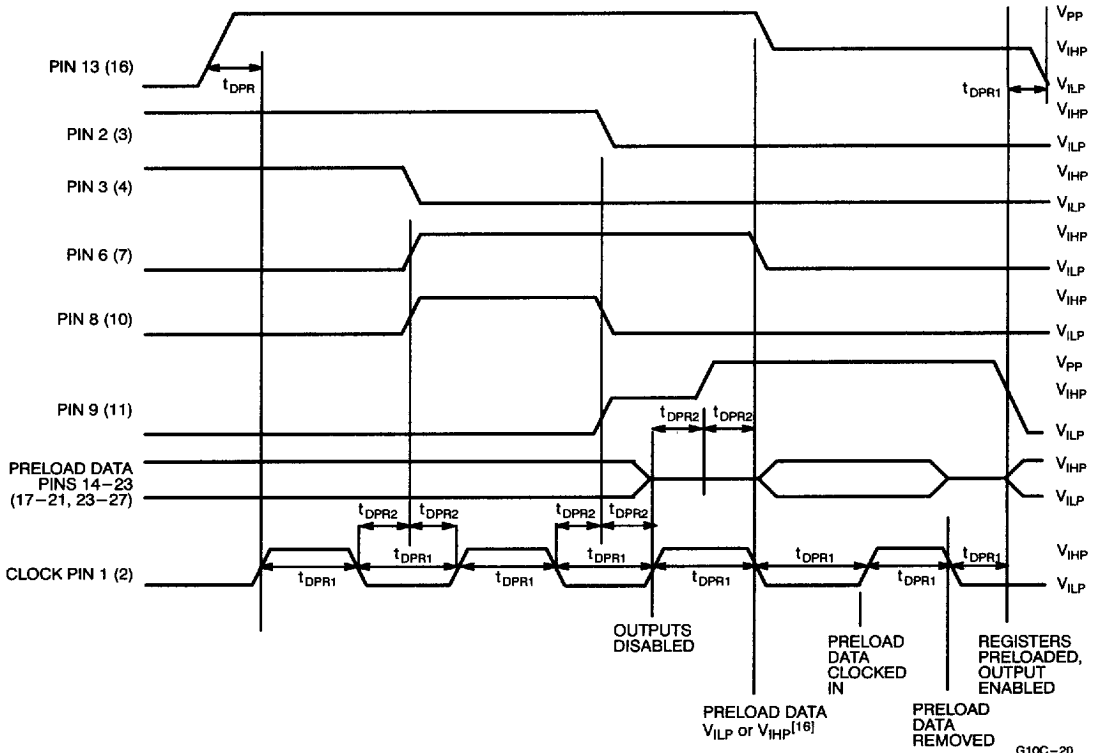 V_PP
V_IHP
V_ILP
PIN 13 (16)
t_DPR
t_DPR1
V_IHP
V_ILP
PIN 2 (3)
V_IHP
V_ILP
PIN 3 (4)
V_IHP
V_ILP
PIN 6 (7)
V_IHP
V_ILP
PIN 8 (10)
V_PP
V_IHP
V_ILP
PIN 9 (11)
t_DPR2 t_DPR2
PRELOAD DATA
PINS 14–23
(17–21, 23–27)
V_IHP
V_ILP
t_DPR2 t_DPR2 t_DPR2 t_DPR2
CLOCK PIN 1 (2)
t_DPR1 t_DPR1 t_DPR1 t_DPR1 t_DPR1 t_DPR1 t_DPR1 t_DPR1
V_IHP
V_ILP
OUTPUTS
DISABLED
PRELOAD DATA
V_ILP or V_IHP[16]
PRELOAD
DATA
CLOCKED
IN
PRELOAD
DATA
REMOVED
REGISTERS
PRELOADED,
OUTPUT
ENABLED
G10C–20